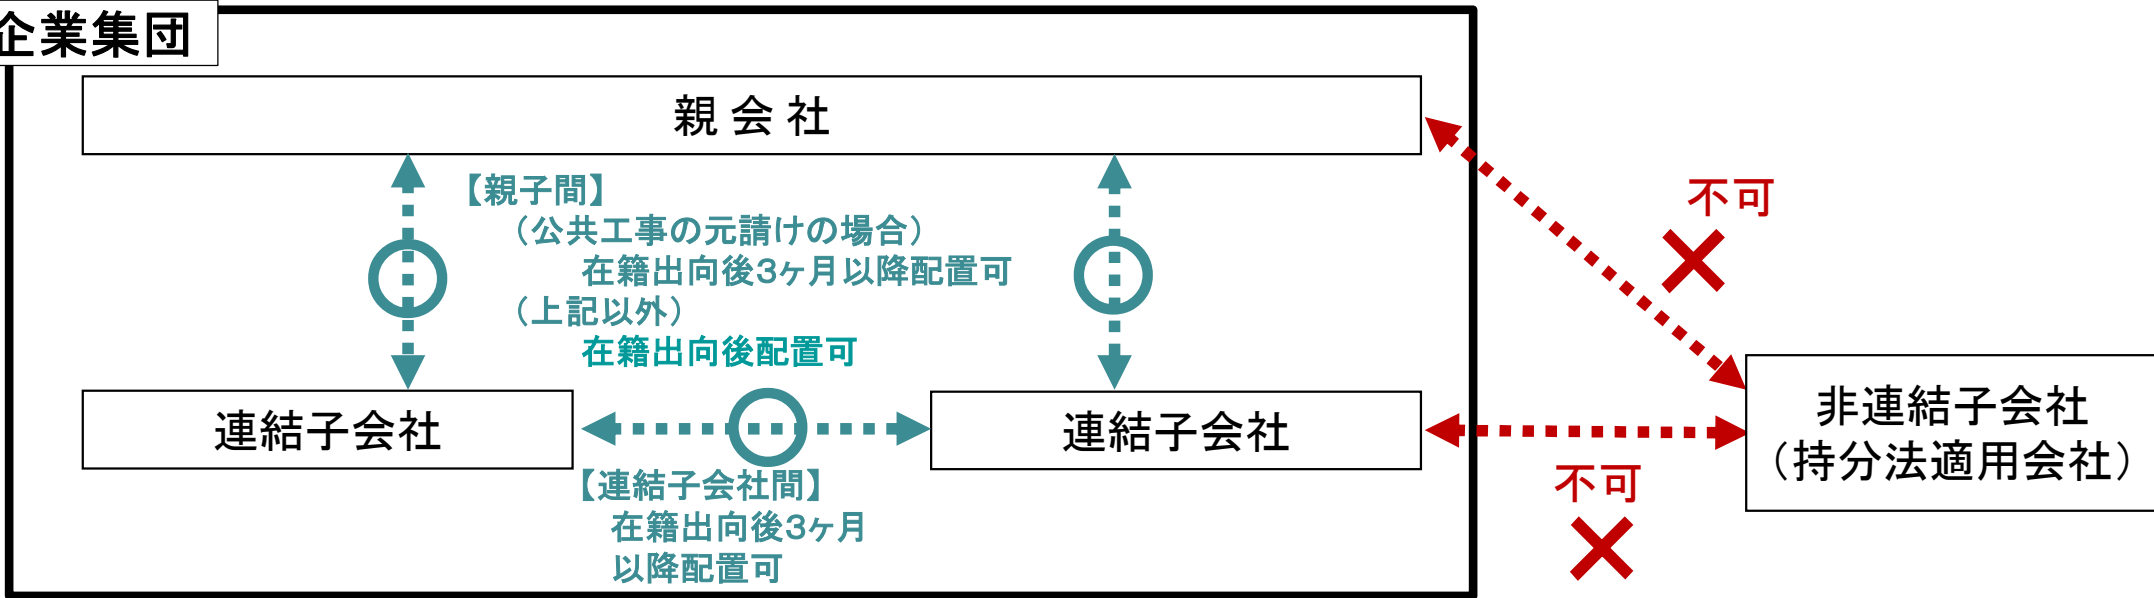 企業集団
親 会 社
【親子間】
（公共工事の元請けの場合）
在籍出向後3ヶ月以降配置可
（上記以外）
在籍出向後配置可
不可
連結子会社
連結子会社
非連結子会社
（持分法適用会社）
【連結子会社間】
在籍出向後3ヶ月
以降配置可
不可